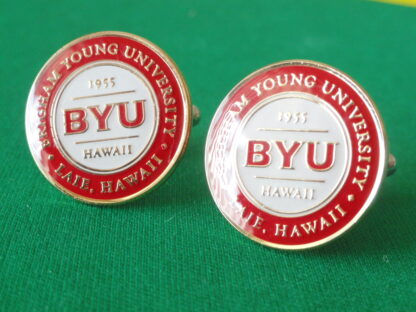 BRIGHAM YOUNG UNIVERSITY
1955
BYU
HAWAII
• LAIE, HAWAII •
BRIGHAM YOUNG UNIVERSITY
1955
BYU
HAWAII
LAIE, HAWAII •